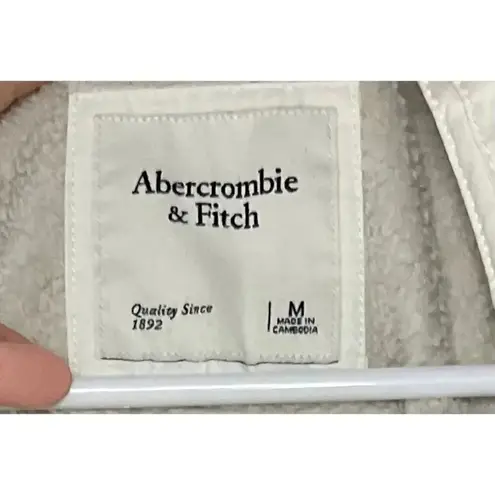 Abercrombie
& Fitch
Quality Since
1892
M
MADE IN
CAMBODIA